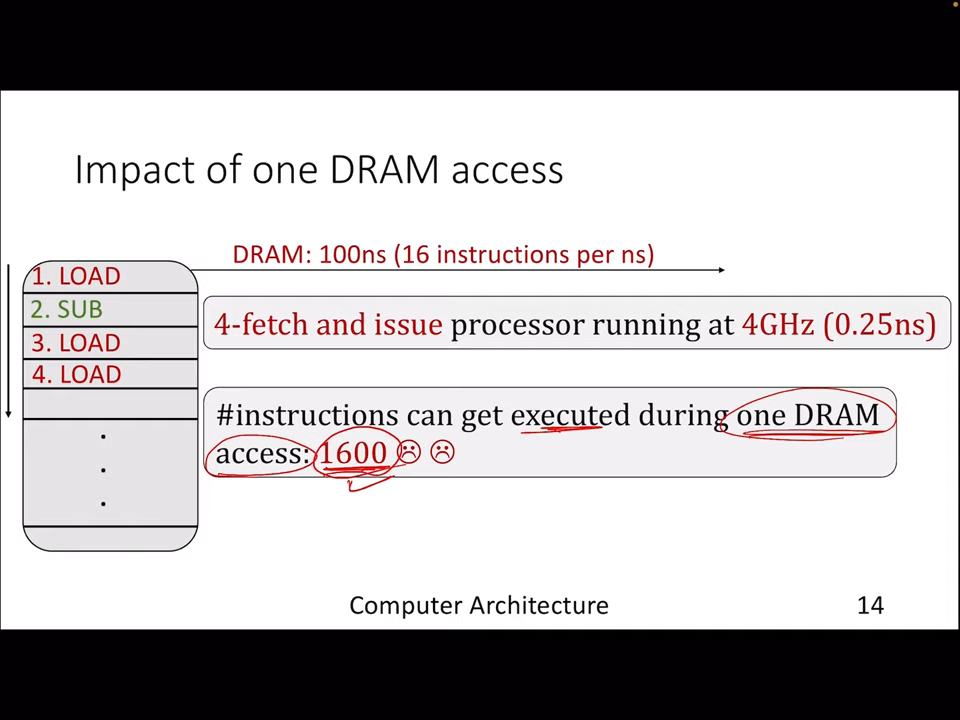 Impact of one DRAM access
DRAM: 100ns (16 instructions per ns)
1. LOAD
2. SUB
3. LOAD
4. LOAD
4-fetch and issue processor running at 4GHz (0.25ns)
#instructions can get executed during one DRAM
access: 1600 ☹ ☹
Computer Architecture
14